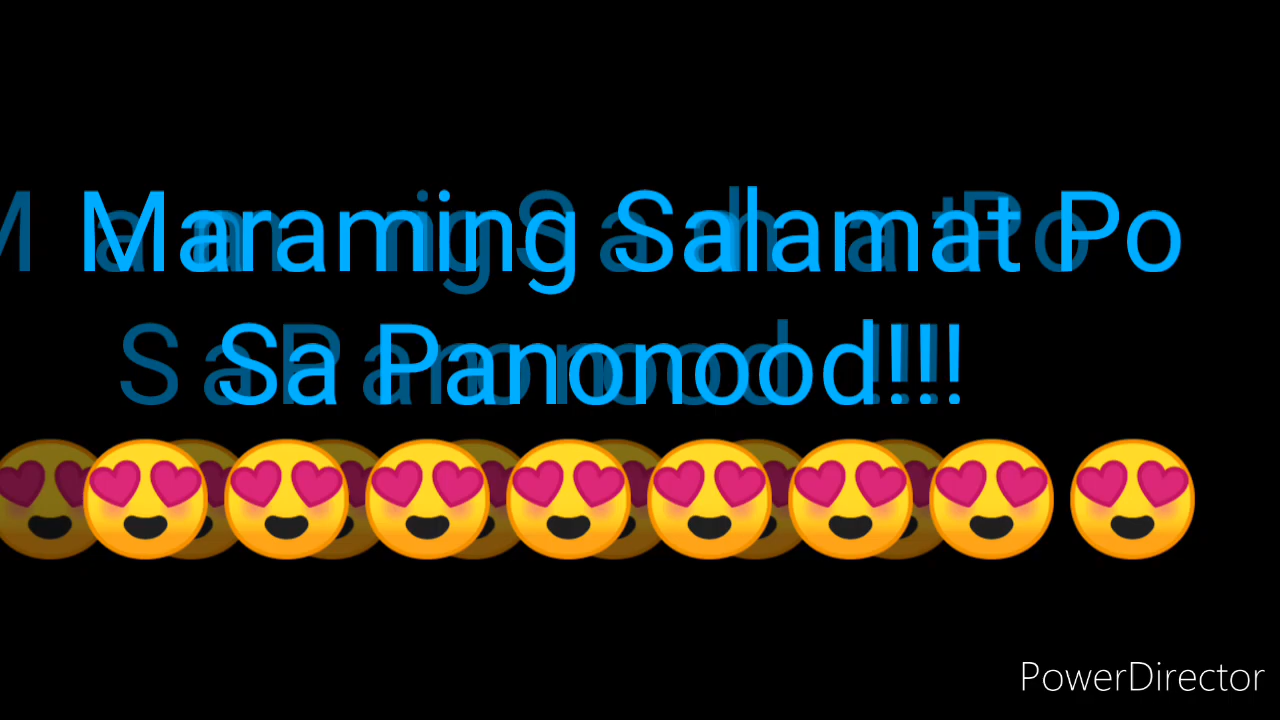 Maraming Salamat Po
Sa Panonood!!!
😍😍😍😍😍😍😍😍
PowerDirector